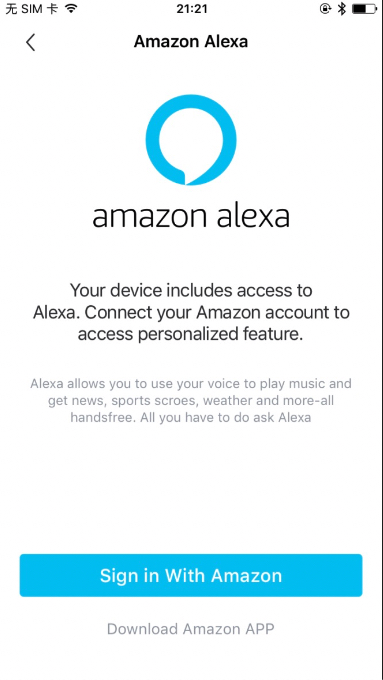 无 SIM 卡 21:21
Amazon Alexa
amazon alexa
Your device includes access to
Alexa. Connect your Amazon account to
access personalized feature.
Alexa allows you to use your voice to play music and
get news, sports scroes, weather and more-all
handsfree. All you have to do ask Alexa
Sign in With Amazon
Download Amazon APP